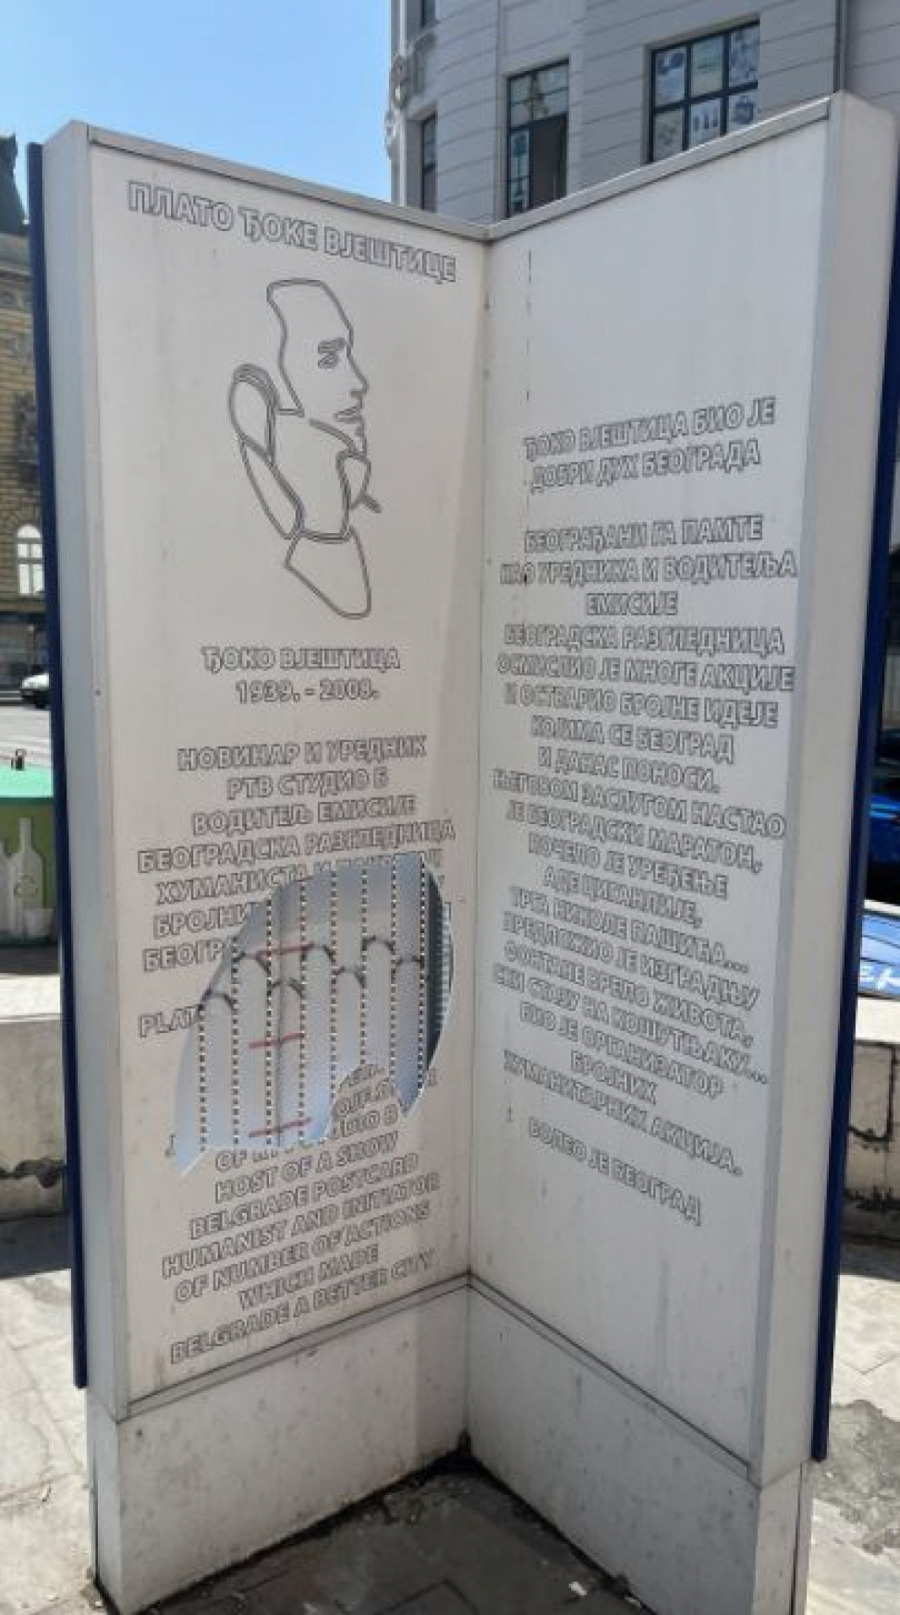 ПЛАТО ЂОКЕ ВЈЕШТИЦЕ
ЂОКО ВЈЕШТИЦА
1939. - 2008.
НОВИНАР И УРЕДНИК
РТВ СТУДИО Б
ВОДИТЕЉ ЕМИСИЈЕ
БЕОГРАДСКА РАЗГЛЕДНИЦА
ХУМАНИСТА И
OF
HOST OF A SHOW
BELGRADE POSTCARD
HUMANIST AND INITIATOR
OF NUMBER OF ACTIONS
WHICH MADE
BELGRADE A BETTER CITY
ЂОКО ВЈЕШТИЦА БИО ЈЕ
ДОБРИ ДУХ БЕОГРАДА
БЕОГРАЂАНИ ГА ПАМТЕ
КАО УРЕДНИКА И ВОДИТЕЉА
ЕМИСИЈЕ
БЕОГРАДСКА РАЗГЛЕДНИЦА
ОСМИСЛИО ЈЕ МНОГЕ АКЦИЈЕ
И ОСТВАРИО БРОЈНЕ ИДЕЈЕ
КОЈИМА СЕ БЕОГРАД
И ДАНАС ПОНОСИ.
ЊЕГОВОМ ЗАСЛУГОМ НАСТАО
ЈЕ БЕОГРАДСКИ МАРАТОН,
ПОЧЕЛО ЈЕ УРЕЂЕЊЕ
АДЕ ЦИГАНЛИЈЕ,
ТРГА НИКОЛЕ ПАШИЋА...
ПРЕДЛОЖИО ЈЕ ИЗГРАДЊУ
ФОНТАНЕ ВРЕЛО ЖИВОТА,
СКИ СТАЗУ НА КОШУТЊАКУ...
БИО ЈЕ ОРГАНИЗАТОР
БРОЈНИХ
ХУМАНИТАРНИХ АКЦИЈА.
ВОЛЕО ЈЕ БЕОГРАД